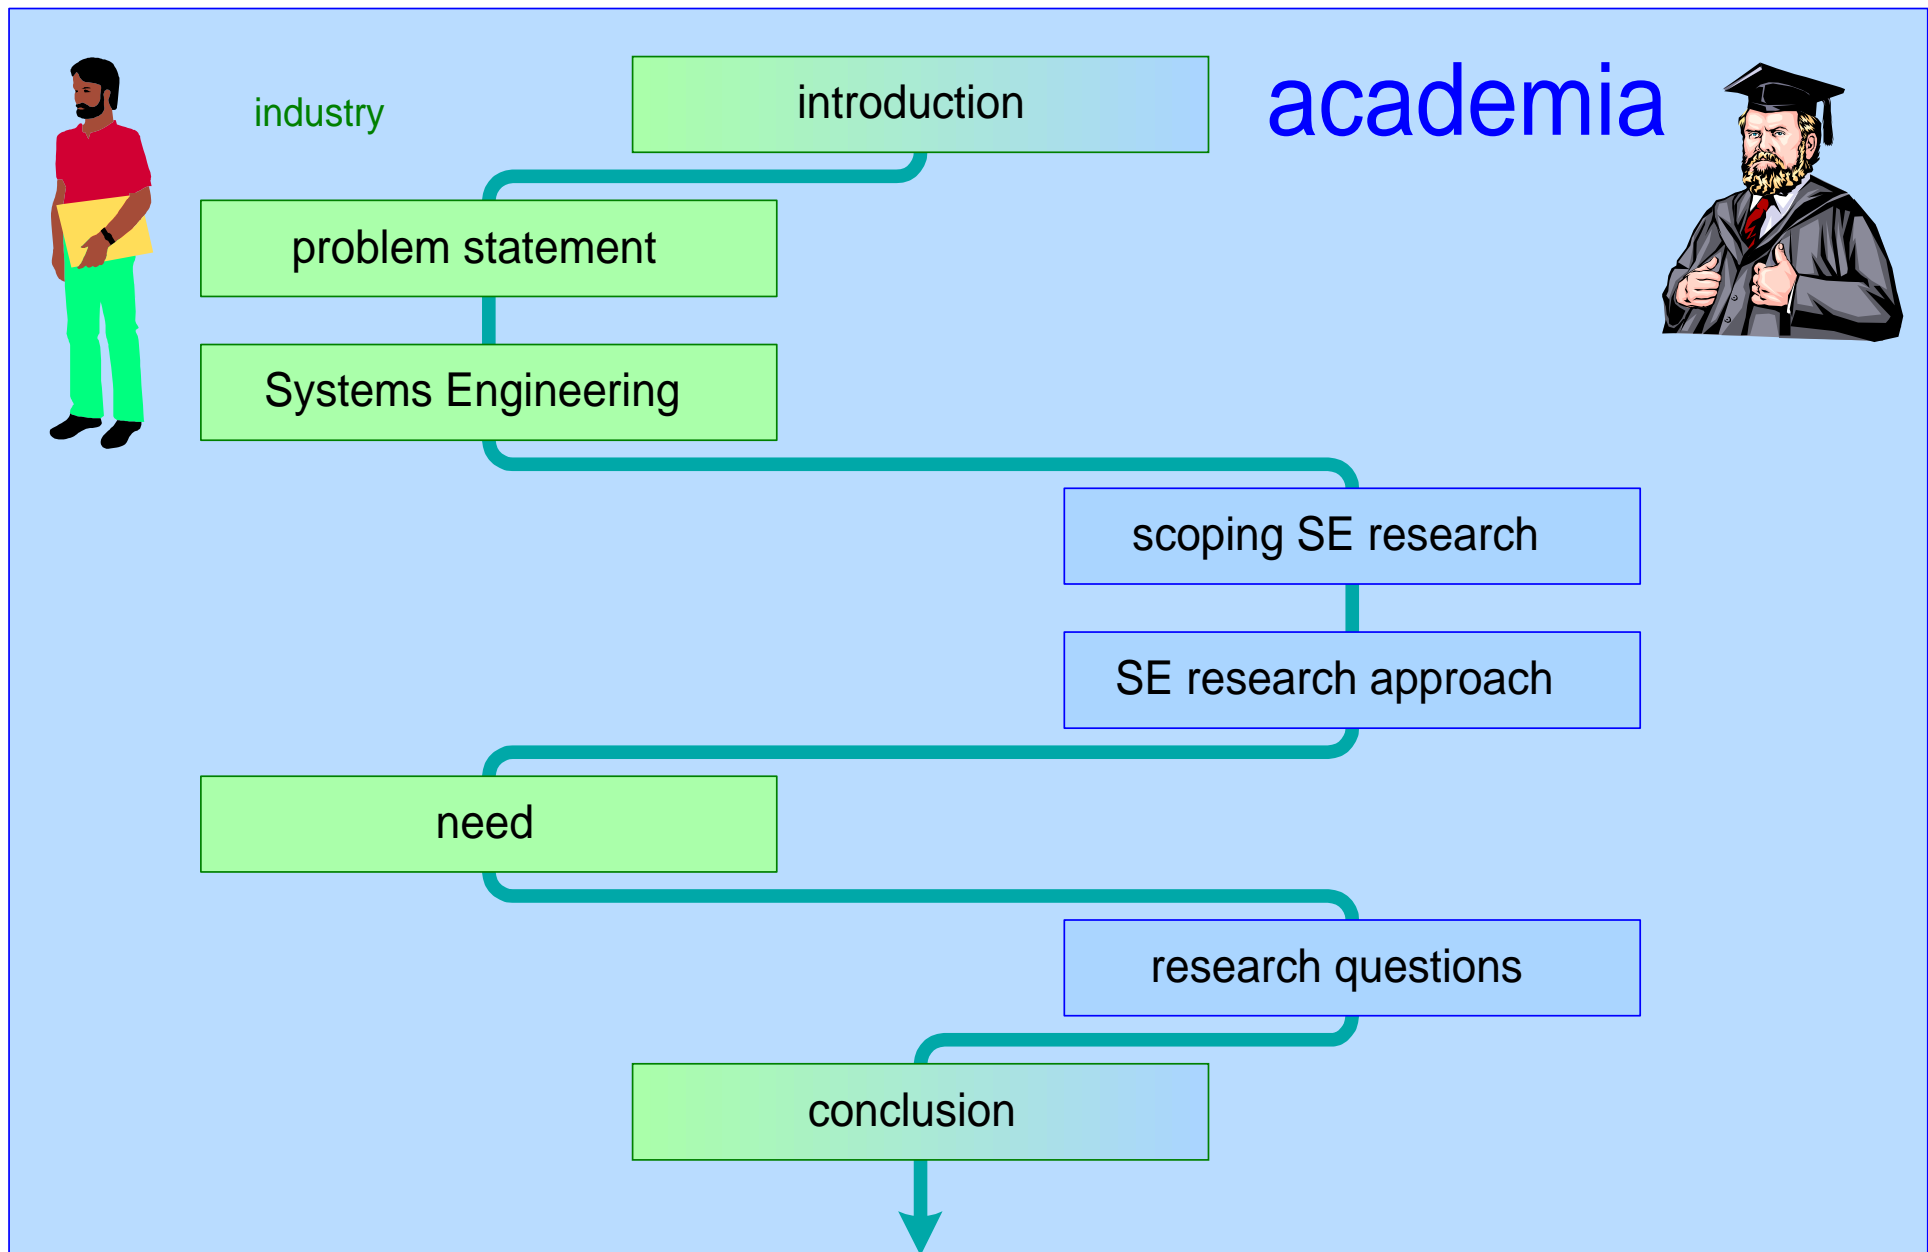 industry
introduction
academia
problem statement
Systems Engineering
scoping SE research
SE research approach
need
research questions
conclusion